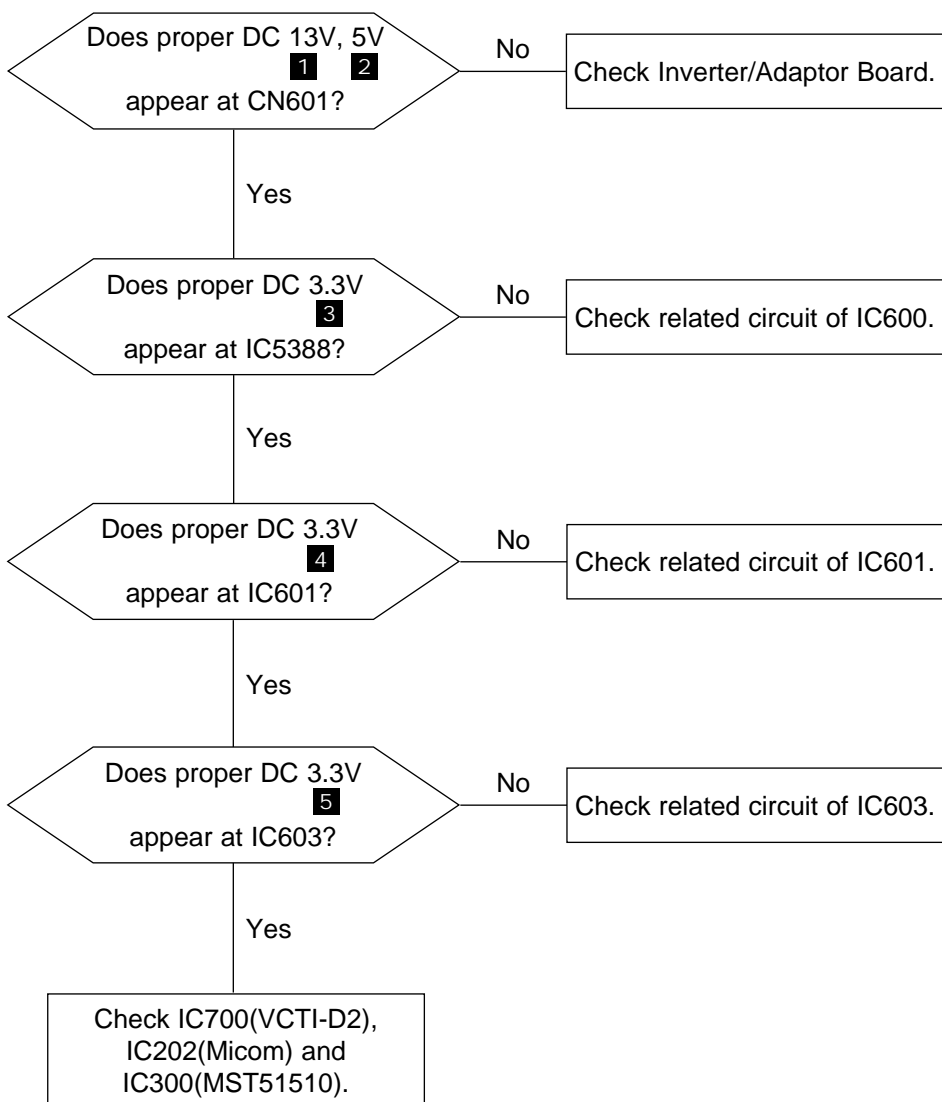 Does proper DC 13V, 5V
1 2
appear at CN601?
No
Check Inverter/Adaptor Board.
Yes
Does proper DC 3.3V
3
appear at IC5388?
No
Check related circuit of IC600.
Yes
Does proper DC 3.3V
4
appear at IC601?
No
Check related circuit of IC601.
Yes
Does proper DC 3.3V
5
appear at IC603?
No
Check related circuit of IC603.
Yes
Check IC700(VCTI-D2),
IC202(Micom) and
IC300(MST51510).